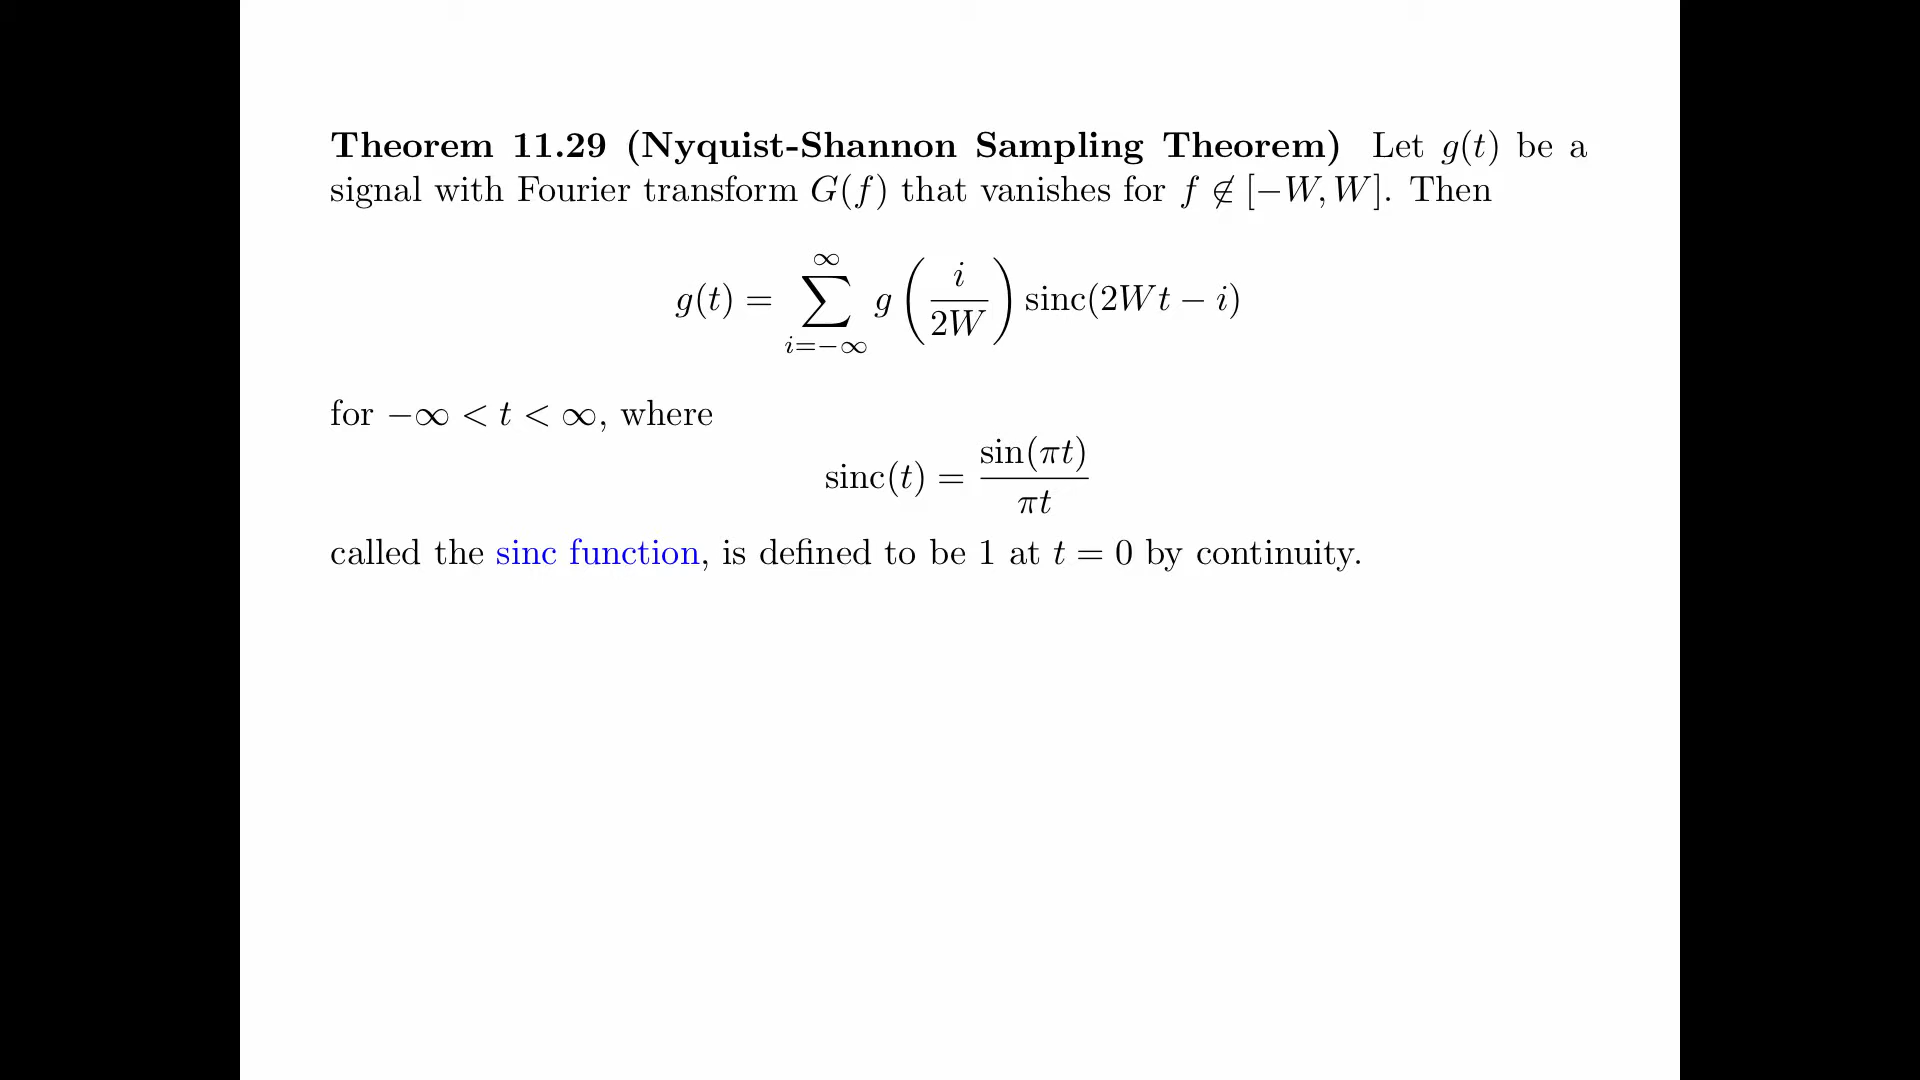 Theorem 11.29 (Nyquist-Shannon Sampling Theorem) Let g(t) be a
signal with Fourier transform G(f) that vanishes for f ∉ [−W, W]. Then
g(t) = ∑_{i=−∞}^{∞} g(i/2W) sinc(2Wt − i)
for −∞ < t < ∞, where
sinc(t) = sin(πt)/πt
called the sinc function, is defined to be 1 at t = 0 by continuity.